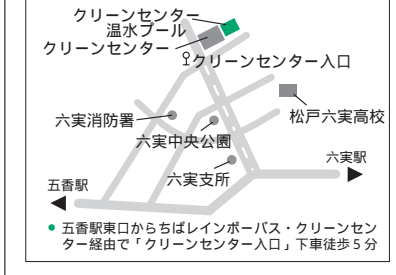 クリーンセンター
温水プール
クリーンセンター
クリーンセンター入口
六実消防署
松戸六実高校
六実中央公園
六実駅
六実支所
五香駅
● 五香駅東口からちばレインボーバス・クリーンセン
ター経由で「クリーンセンター入口」下車徒歩5分